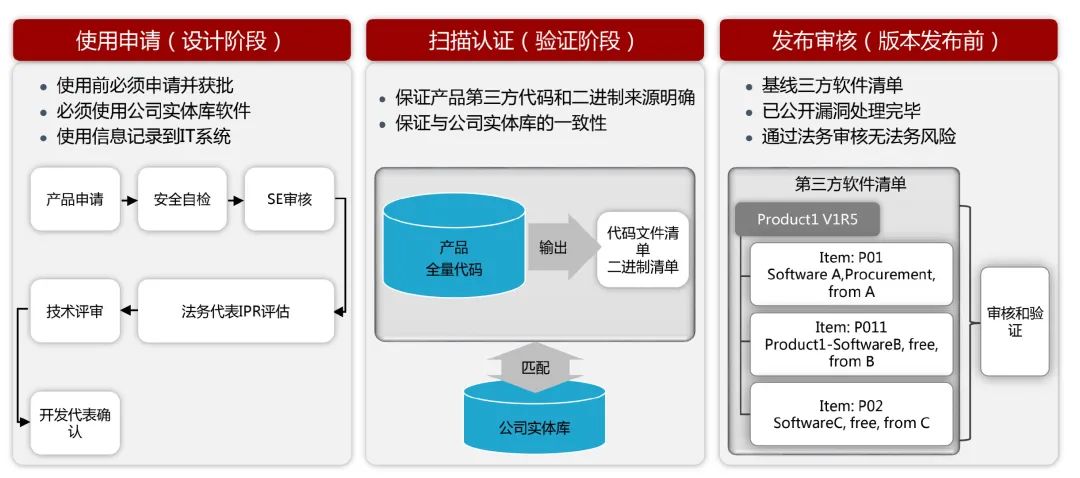 使用申请（设计阶段）
使用前必须申请并获批
必须使用公司实体库软件
使用信息记录到IT系统
产品申请
安全自检
SE审核
技术评审
法务代表IPR评估
开发代表确
认
扫描认证（验证阶段）
保证产品第三方代码和二进制来源明确
保证与公司实体库的一致性
产品
全量代码
输出
代码文件清
单
二进制清单
匹配
公司实体库
发布审核（版本发布前）
基线三方软件清单
已公开漏洞处理完毕
通过法务审核无法务风险
第三方软件清单
Product1 V1R5
Item: P01
Software A,Procurement,
from A
Item: P011
Product1-SoftwareB, free,
from B
Item: P02
SoftwareC, free, from C
审核和验
证